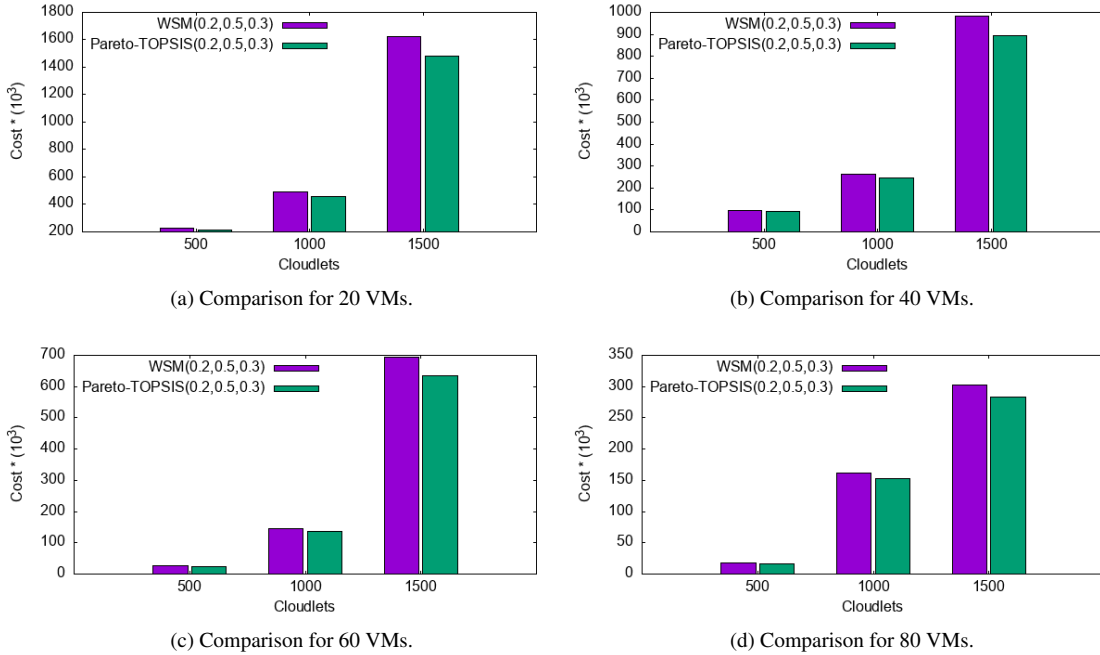 1800
1600
1400
1200
1000
800
600
400
200
Cost * (10³)
WSM(0.2,0.5,0.3)
Pareto-TOPSIS(0.2,0.5,0.3)
500 1000 1500
Cloudlets
(a) Comparison for 20 VMs.
1000
900
800
700
600
500
400
300
200
100
0
Cost * (10³)
WSM(0.2,0.5,0.3)
Pareto-TOPSIS(0.2,0.5,0.3)
500 1000 1500
Cloudlets
(b) Comparison for 40 VMs.
700
600
500
400
300
200
100
0
Cost * (10³)
WSM(0.2,0.5,0.3)
Pareto-TOPSIS(0.2,0.5,0.3)
500 1000 1500
Cloudlets
(c) Comparison for 60 VMs.
350
300
250
200
150
100
50
0
Cost * (10³)
WSM(0.2,0.5,0.3)
Pareto-TOPSIS(0.2,0.5,0.3)
500 1000 1500
Cloudlets
(d) Comparison for 80 VMs.